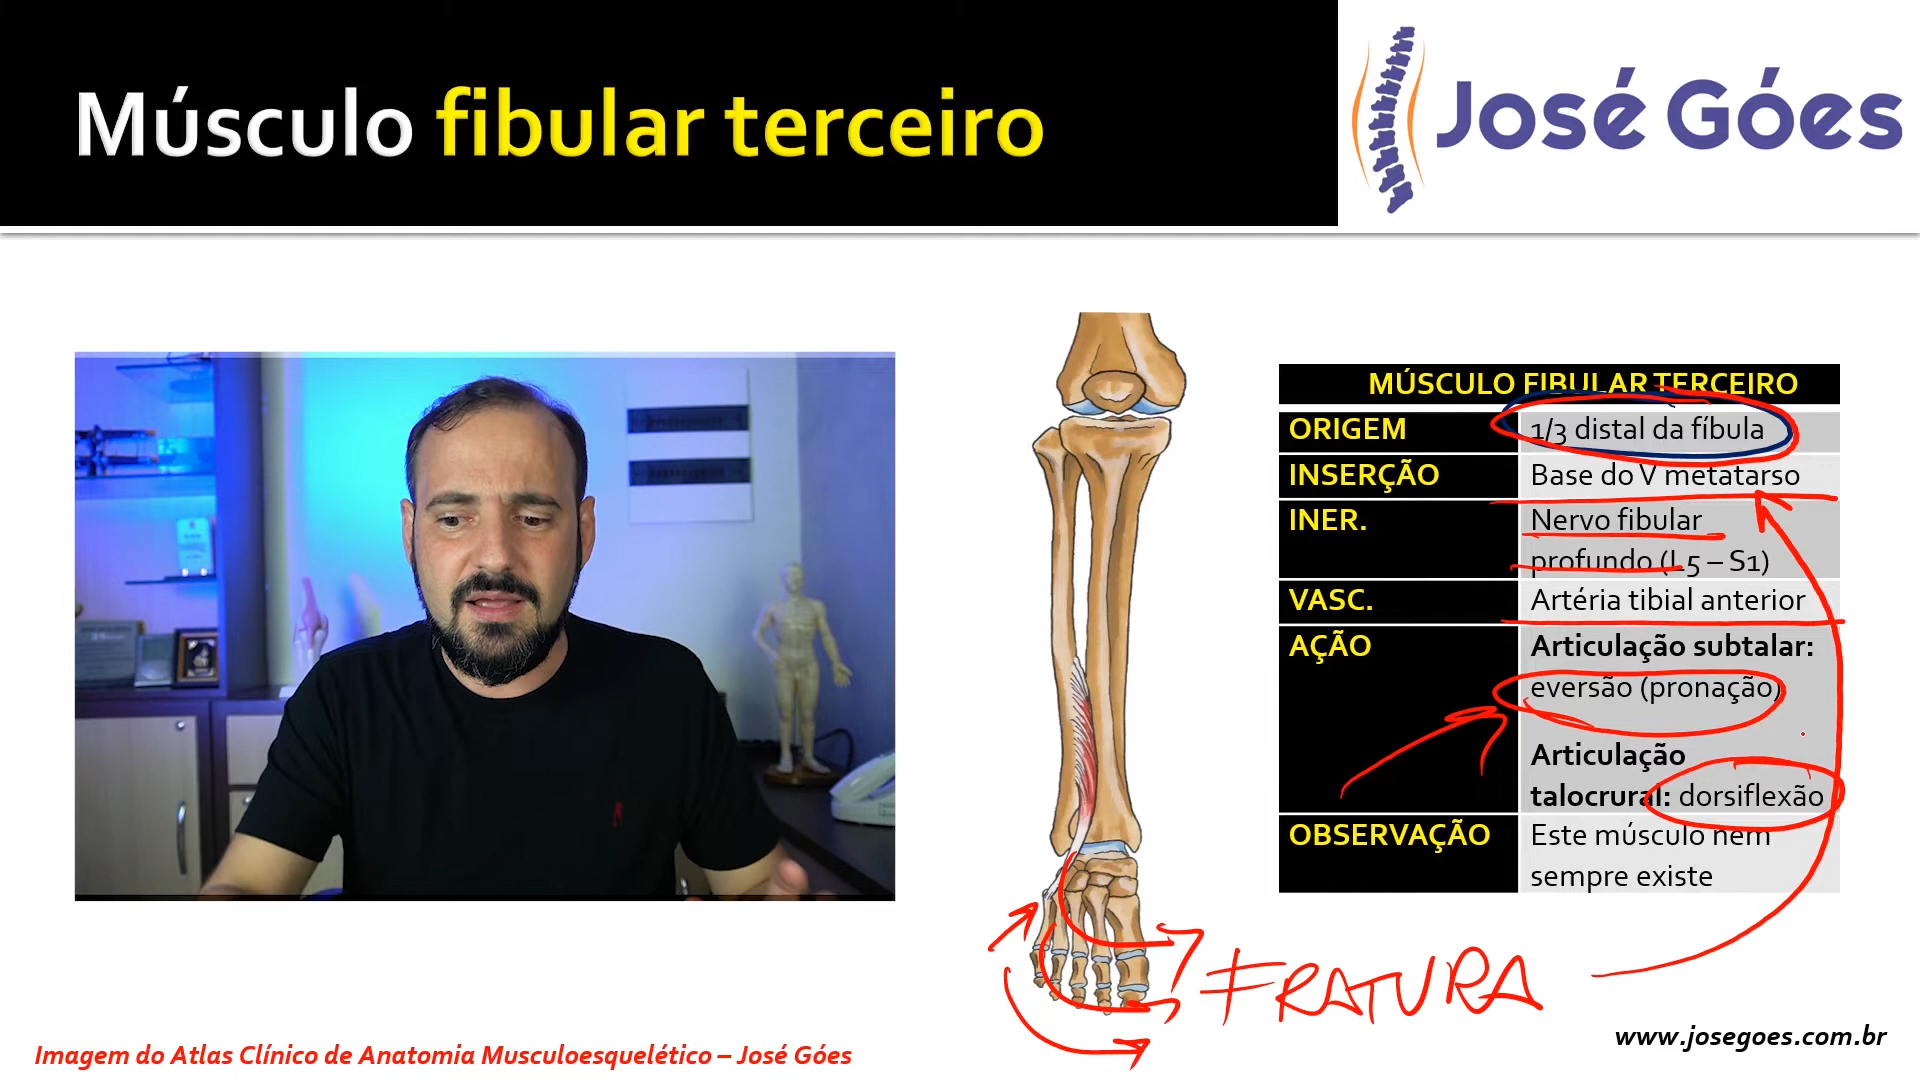 Músculo fibular terceiro
José Góes
MÚSCULO FIBULAR TERCEIRO
ORIGEM
1/3 distal da fíbula
INSERÇÃO
Base do V metatarso
INER.
Nervo fibular
profundo (L5 – S1)
VASC.
Artéria tibial anterior
AÇÃO
Articulação subtalar:
eversão (pronação)
Articulação
talocrural: dorsiflexão
OBSERVAÇÃO
Este músculo nem
sempre existe
FRATURA
www.josegoes.com.br
Imagem do Atlas Clínico de Anatomia Musculoesquelético – José Góes